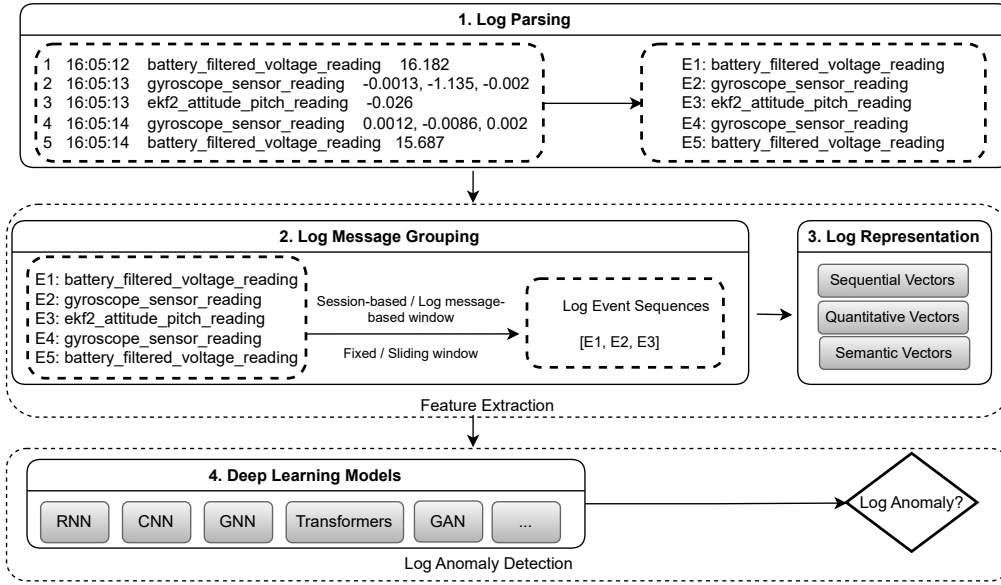 1. Log Parsing
1 16:05:12 battery_filtered_voltage_reading 16.182
2 16:05:13 gyroscope_sensor_reading -0.0013, -1.135, -0.002
3 16:05:13 ekf2_attitude_pitch_reading -0.026
4 16:05:14 gyroscope_sensor_reading 0.0012, -0.0086, 0.002
5 16:05:14 battery_filtered_voltage_reading 15.687
E1: battery_filtered_voltage_reading
E2: gyroscope_sensor_reading
E3: ekf2_attitude_pitch_reading
E4: gyroscope_sensor_reading
E5: battery_filtered_voltage_reading
2. Log Message Grouping
E1: battery_filtered_voltage_reading
E2: gyroscope_sensor_reading
E3: ekf2_attitude_pitch_reading
E4: gyroscope_sensor_reading
E5: battery_filtered_voltage_reading
Session-based / Log message-
based window
Fixed / Sliding window
Log Event Sequences
[E1, E2, E3]
3. Log Representation
Sequential Vectors
Quantitative Vectors
Semantic Vectors
Feature Extraction
4. Deep Learning Models
RNN
CNN
GNN
Transformers
GAN
...
Log Anomaly?
Log Anomaly Detection